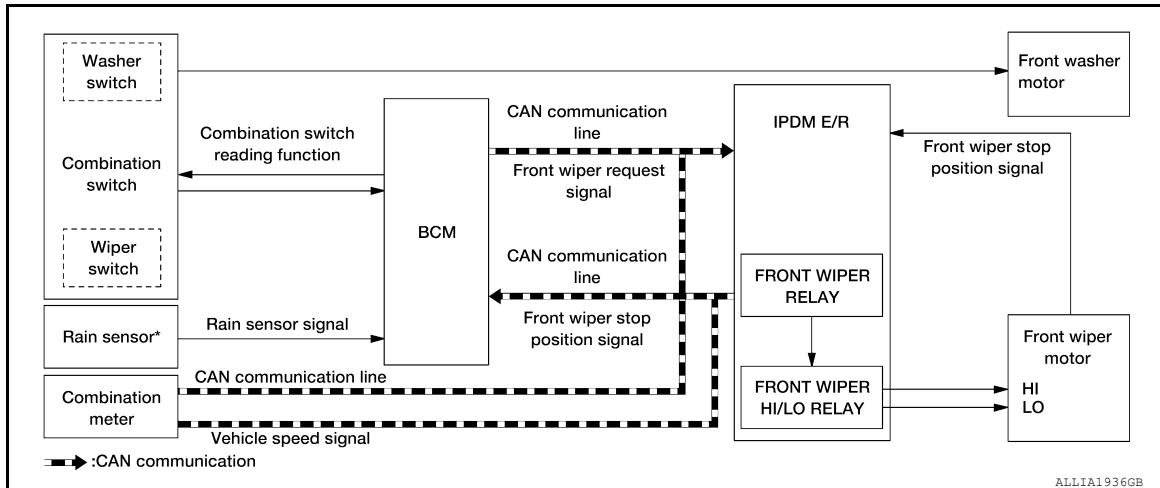 Washer
switch
Combination
switch
Wiper
switch
Rain sensor*
Combination
meter
Combination switch
reading function
Rain sensor signal
CAN communication line
Vehicle speed signal
BCM
CAN communication
line
Front wiper request
signal
CAN communication
line
Front wiper stop
position signal
IPDM E/R
FRONT WIPER
RELAY
FRONT WIPER
HI/LO RELAY
Front washer
motor
Front wiper stop
position signal
Front wiper
motor
HI
LO
:CAN communication
ALLIA1936GB